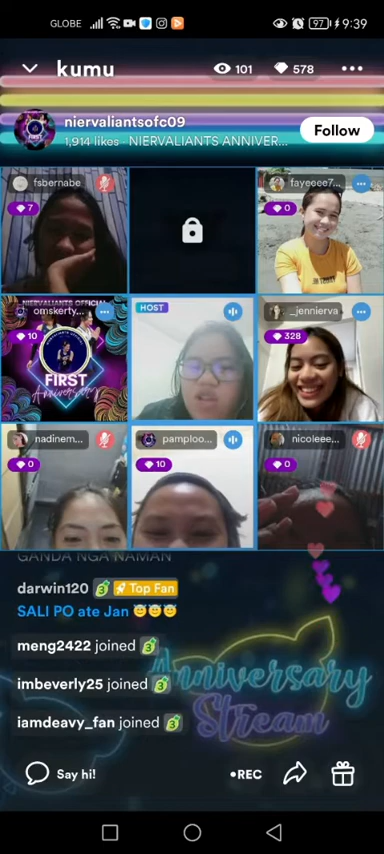 GLOBE 97 9:39
kumu 101 578
niervaliantsofc09
1,914 likes · NIERVALIANTS ANNIVER...
Follow
fsbernabe
7
fayeeee7...
0
NIERVALIANTS OFFICIAL
omskerty...
10
FIRST
Anniversary
HOST
_jennierva
328
nadinem...
0
pamploo...
10
nicoleee,...
0
GANDA NGA NAMAN
darwin120 Top Fan
SALI PO ate Jan 😇😇😇
meng2422 joined
imbeverly25 joined
iamdeavy_fan joined
Anniversary
Stream
Say hi!
•REC